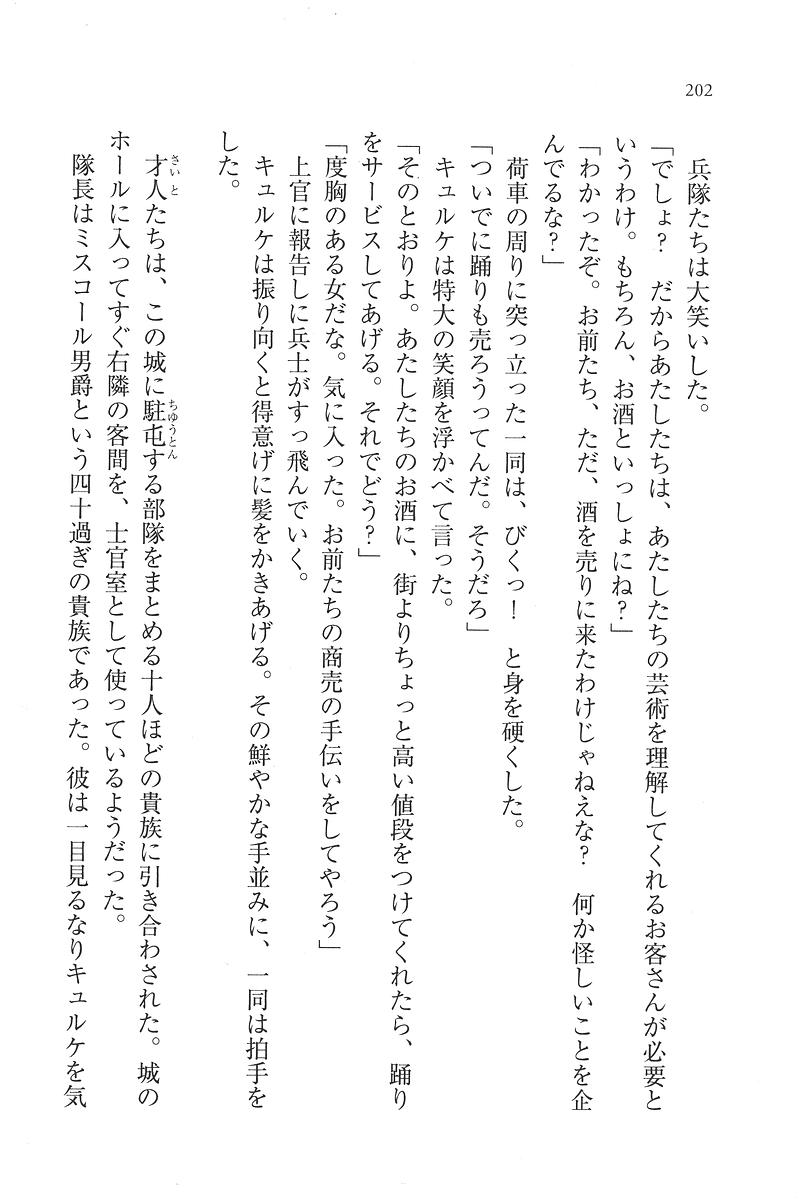 202
兵隊たちは大笑いした。
「でしょ？　だからあたしたちは、あたしたちの芸術を理解してくれるお客さんが必要と
いうわけ。もちろん、お酒といっしょにね？」
「わかったぞ。お前たち、ただ、酒を売りに来たわけじゃねえな？　何か怪しいことを企
んでるな？」
荷車の周りに突っ立った一同は、びくっ！　と身を硬くした。
「ついでに踊りも売ろうってんだ。そうだろ」
キュルケは特大の笑顔を浮かべて言った。
「そのとおりよ。あたしたちのお酒に、街よりちょっと高い値段をつけてくれたら、踊り
をサービスしてあげる。それでどう？」
「度胸のある女だな。気に入った。お前たちの商売の手伝いをしてやろう」
上官に報告しに兵士がすっ飛んでいく。
キュルケは振り向くと得意げに髪をかきあげる。その鮮やかな手並みに、一同は拍手を
した。
才人たちは、この城に駐屯する部隊をまとめる十人ほどの貴族に引き合わされた。城の
さいと
ちゅうとん
ホールに入ってすぐ右隣の客間を、士官室として使っているようだった。
隊長はミスコール男爵という四十過ぎの貴族であった。彼は一目見るなりキュルケを気